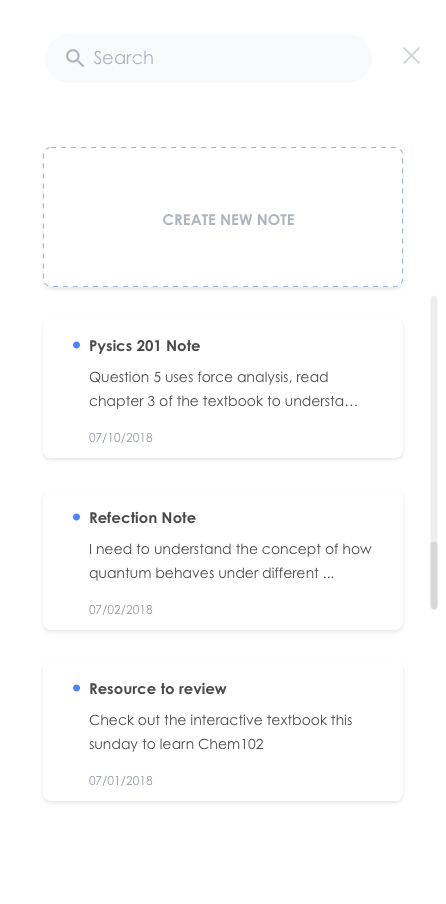 Search
CREATE NEW NOTE
Pysics 201 Note
Question 5 uses force analysis, read
chapter 3 of the textbook to understa...
07/10/2018
Refection Note
I need to understand the concept of how
quantum behaves under different ...
07/02/2018
Resource to review
Check out the interactive textbook this
sunday to learn Chem102
07/01/2018